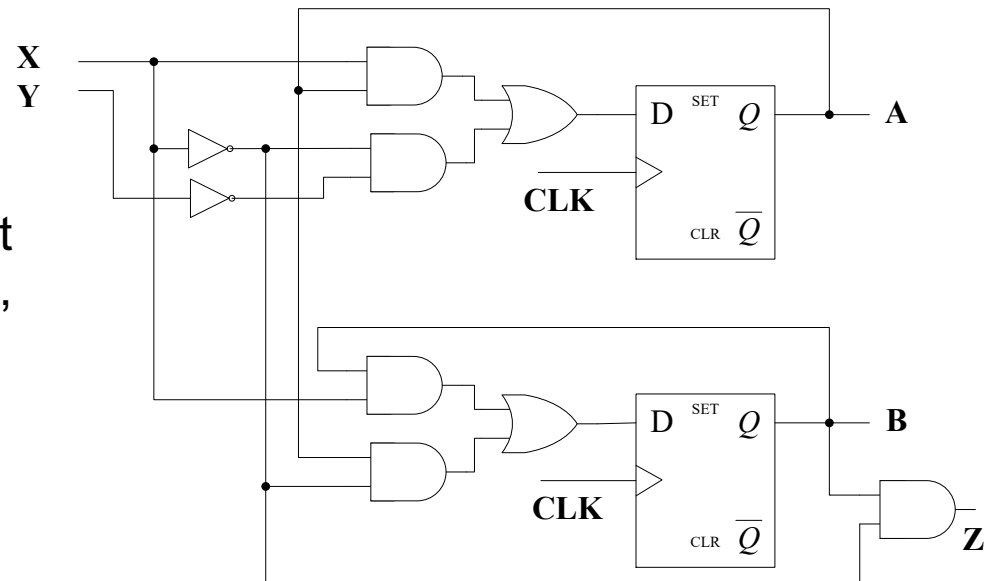 X
Y
D SET Q
A
CLK
CLR Q̅
t
,
D SET Q
B
CLK
CLR Q̅
Z